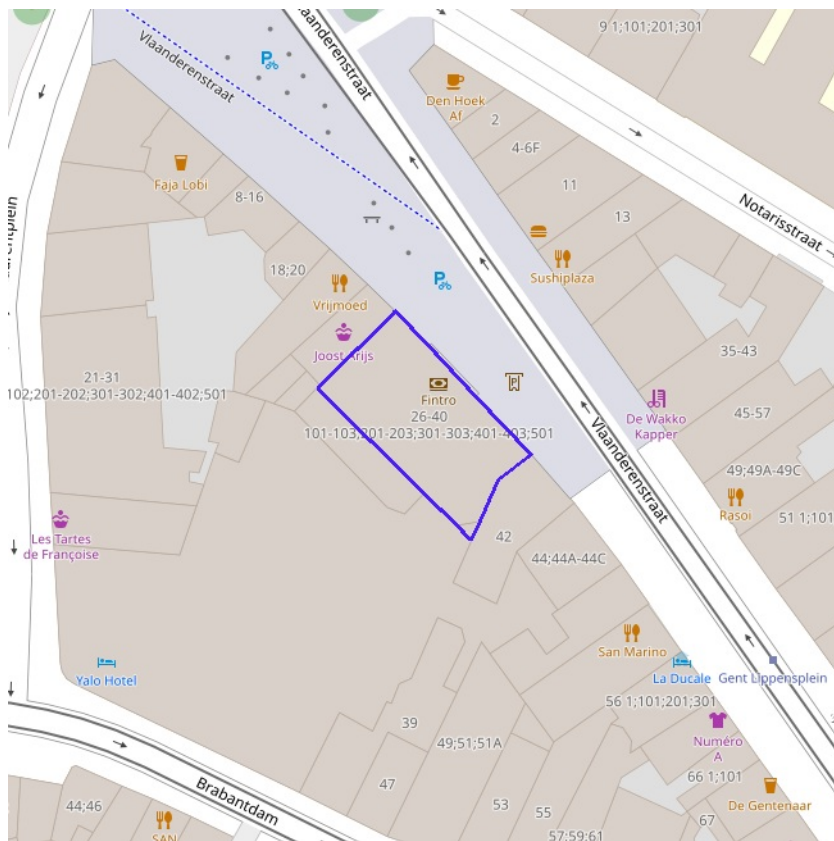 9 1;101;201;301
Vlaanderenstraat
Vlaanderenstraat
Den Hoek
Af
2
4-6F
11
13
Notarisstraat
Faja Lobi
8-16
Sushiplaza
18;20
Vrijmoed
Joost Arijs
Fintro
26-40
101-103;201-203;301-303;401-403;501
21-31
102;201-202;301-302;401-402;501
35-43
De Wakko
Kapper
45-57
49;49A-49C
Vlaanderenstraat
Rasoi
51 1;101
Les Tartes
de Françoise
42
44;44A-44C
San Marino
La Ducale
Gent Lippensplein
Yalo Hotel
56 1;101;201;301
Numéro
A
39
49;51;51A
47
66 1;101
De Gentenaar
Brabantdam
44;46
SAN
53
55
57;59;61
67